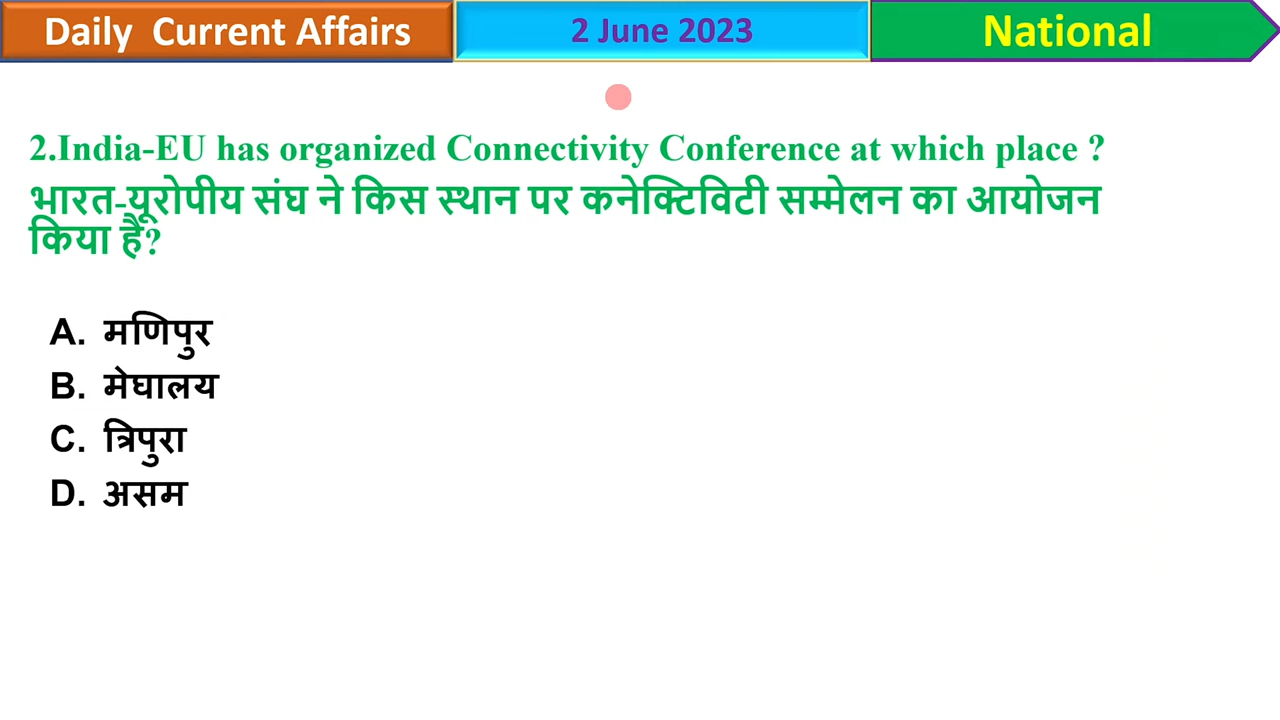 Daily Current Affairs
2 June 2023
National
2.India-EU has organized Connectivity Conference at which place ?
भारत-यूरोपीय संघ ने किस स्थान पर कनेक्टिविटी सम्मेलन का आयोजन
किया है?
A. मणिपुर
B. मेघालय
C. त्रिपुरा
D. असम